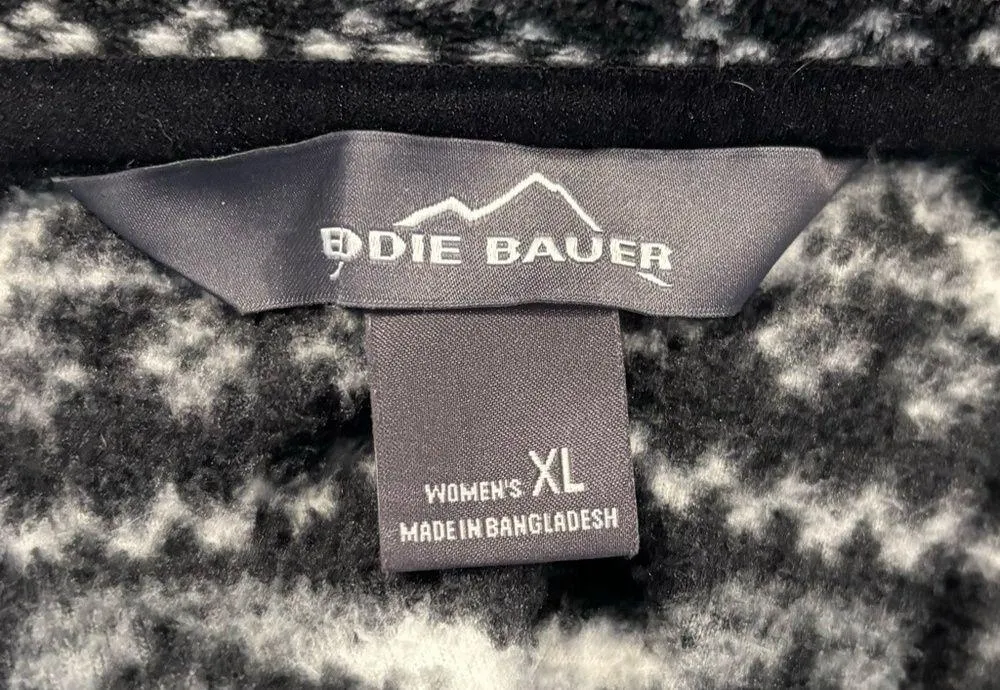 EDDIE BAUER
WOMEN'S XL
MADE IN BANGLADESH